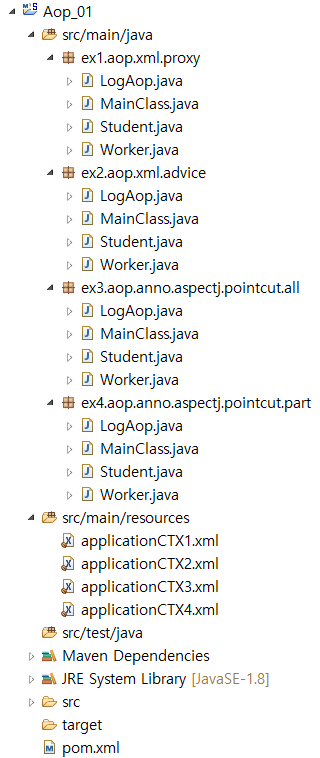 Aop_01
src/main/java
ex1.aop.xml.proxy
LogAop.java
MainClass.java
Student.java
Worker.java
ex2.aop.xml.advice
LogAop.java
MainClass.java
Student.java
Worker.java
ex3.aop.anno.aspectj.pointcut.all
LogAop.java
MainClass.java
Student.java
Worker.java
ex4.aop.anno.aspectj.pointcut.part
LogAop.java
MainClass.java
Student.java
Worker.java
src/main/resources
applicationCTX1.xml
applicationCTX2.xml
applicationCTX3.xml
applicationCTX4.xml
src/test/java
Maven Dependencies
JRE System Library [JavaSE-1.8]
src
target
pom.xml